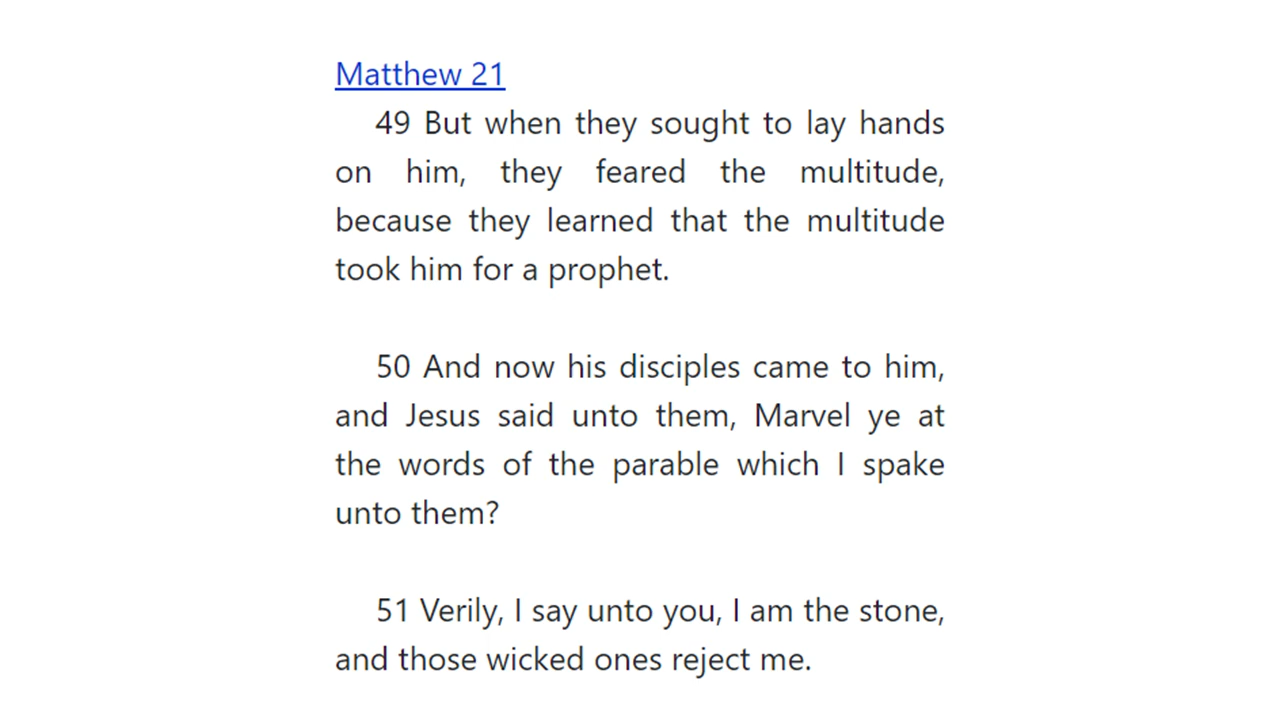 Matthew 21
49 But when they sought to lay hands
on him, they feared the multitude,
because they learned that the multitude
took him for a prophet.
50 And now his disciples came to him,
and Jesus said unto them, Marvel ye at
the words of the parable which I spake
unto them?
51 Verily, I say unto you, I am the stone,
and those wicked ones reject me.